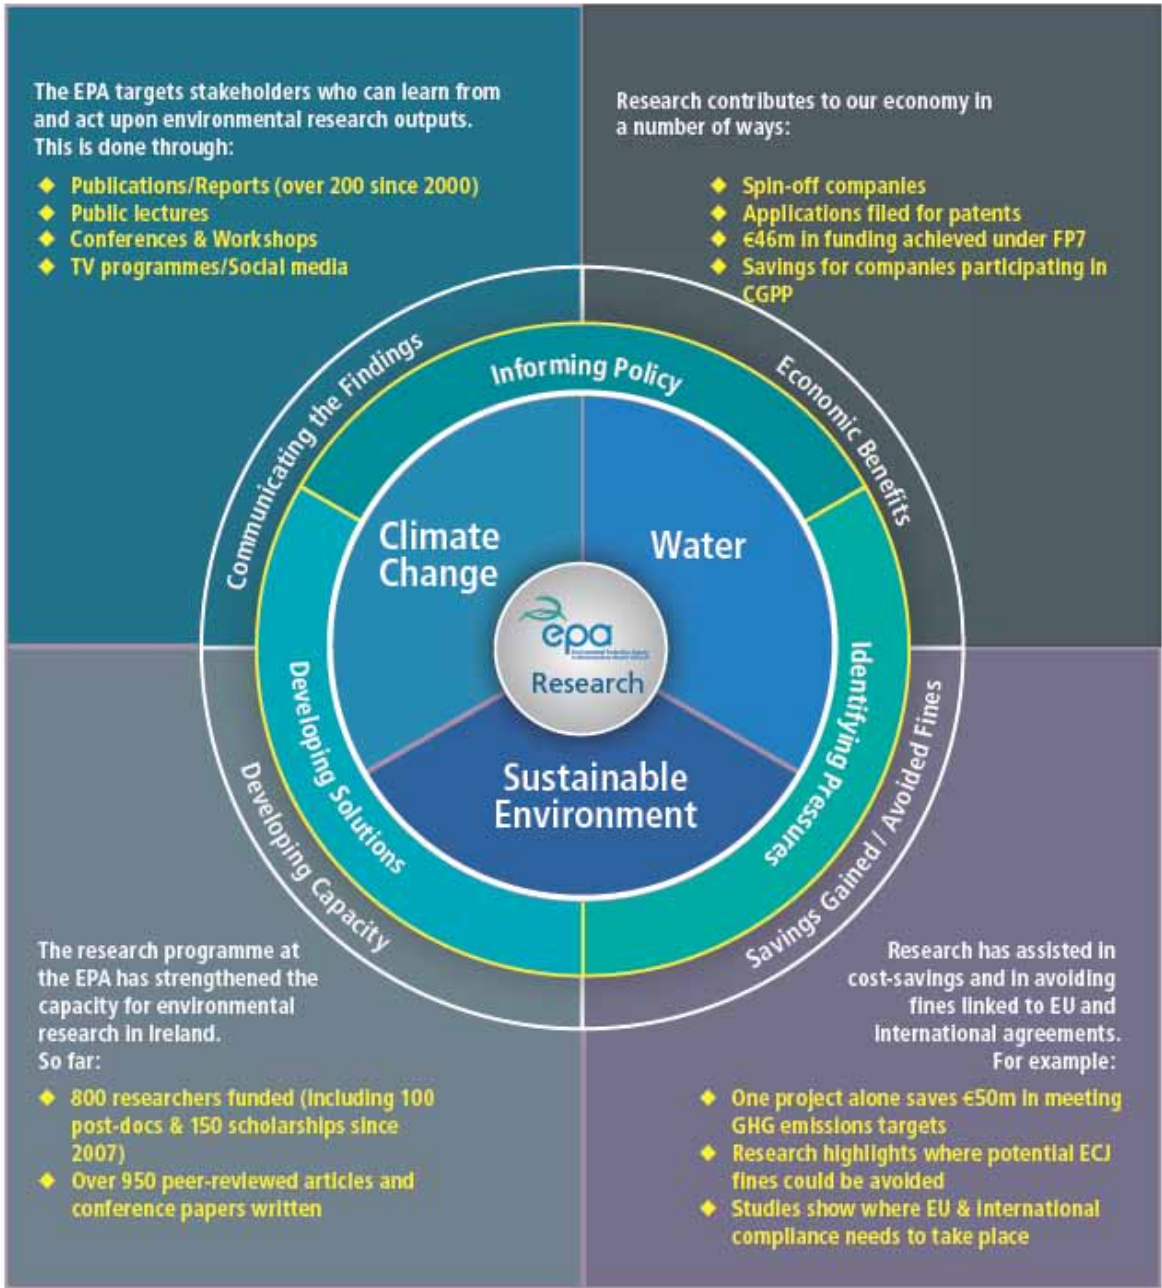 The EPA targets stakeholders who can learn from
and act upon environmental research outputs.
This is done through:
◆ Publications/Reports (over 200 since 2000)
◆ Public lectures
◆ Conferences & Workshops
◆ TV programmes/Social media
Research contributes to our economy in
a number of ways:
◆ Spin-off companies
◆ Applications filed for patents
◆ €46m in funding achieved under FP7
◆ Savings for companies participating in
CGPP
Communicating the Findings
Informing Policy
Economic Benefits
Climate
Change
Water
epa
Research
Sustainable
Environment
Developing Solutions
Identifying Pressures
Developing Capacity
Savings Gained / Avoided Fines
The research programme at
the EPA has strengthened the
capacity for environmental
research in Ireland.
So far:
◆ 800 researchers funded (including 100
post-docs & 150 scholarships since
2007)
◆ Over 950 peer-reviewed articles and
conference papers written
Research has assisted in
cost-savings and in avoiding
fines linked to EU and
international agreements.
For example:
◆ One project alone saves €50m in meeting
GHG emissions targets
◆ Research highlights where potential ECJ
fines could be avoided
◆ Studies show where EU & international
compliance needs to take place